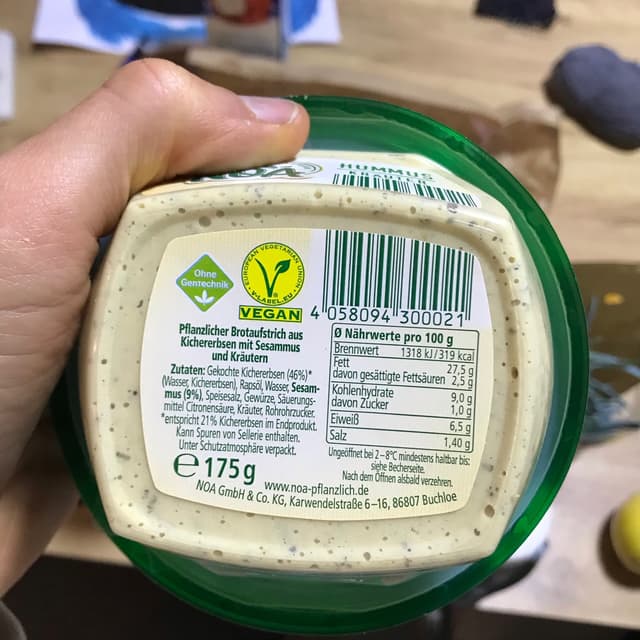 NOA
HUMMUS
Ohne
Gentechnik
EUROPEAN VEGETARIAN UNION
V-LABEL.EU
VEGAN
4 058094 300021
Pflanzlicher Brotaufstrich aus
Kichererbsen mit Sesammus
und Kräutern
Zutaten: Gekochte Kichererbsen (46%)*
(Wasser, Kichererbsen), Rapsöl, Wasser, Sesam-
mus (9%), Speisesalz, Gewürze, Säuerungs-
mittel Citronensäure, Kräuter, Rohrohrzucker.
*entspricht 21% Kichererbsen im Endprodukt.
Kann Spuren von Sellerie enthalten.
Unter Schutzatmosphäre verpackt.
Ø Nährwerte pro 100 g
Brennwert 1318 kJ/319 kcal
Fett 27,5 g
davon gesättigte Fettsäuren 2,5 g
Kohlenhydrate 9,0 g
davon Zucker 1,0 g
Eiweiß 6,5 g
Salz 1,40 g
Ungeöffnet bei 2–8°C mindestens haltbar bis:
siehe Becherseite.
Nach dem Öffnen alsbald verzehren.
℮ 175 g
www.noa-pflanzlich.de
NOA GmbH & Co. KG, Karwendelstraße 6–16, 86807 Buchloe